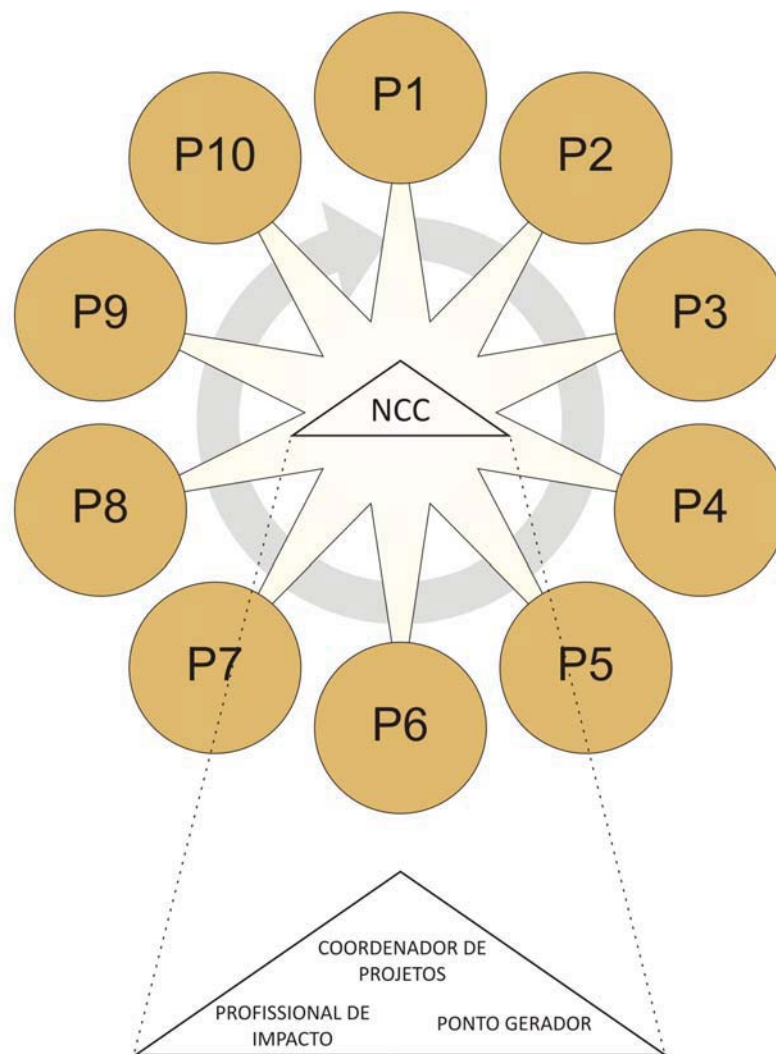 P1
P10
P2
P9
P3
NCC
P8
P4
P7
P5
P6
COORDENADOR DE
PROJETOS
PROFISSIONAL DE
IMPACTO
PONTO GERADOR